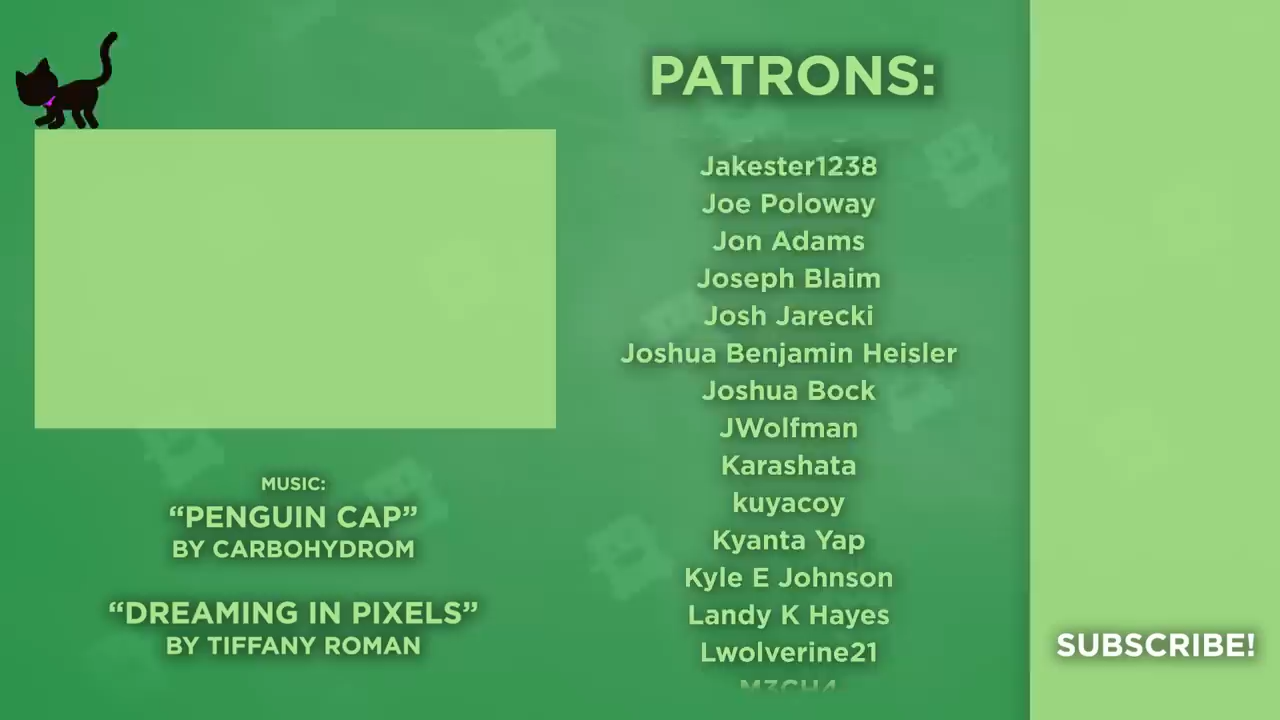 PATRONS:
Jakester1238
Joe Poloway
Jon Adams
Joseph Blaim
Josh Jarecki
Joshua Benjamin Heisler
Joshua Bock
JWolfman
Karashata
kuyacoy
Kyanta Yap
Kyle E Johnson
Landy K Hayes
Lwolverine21
MUSIC:
“PENGUIN CAP”
BY CARBOHYDROM
“DREAMING IN PIXELS”
BY TIFFANY ROMAN
SUBSCRIBE!